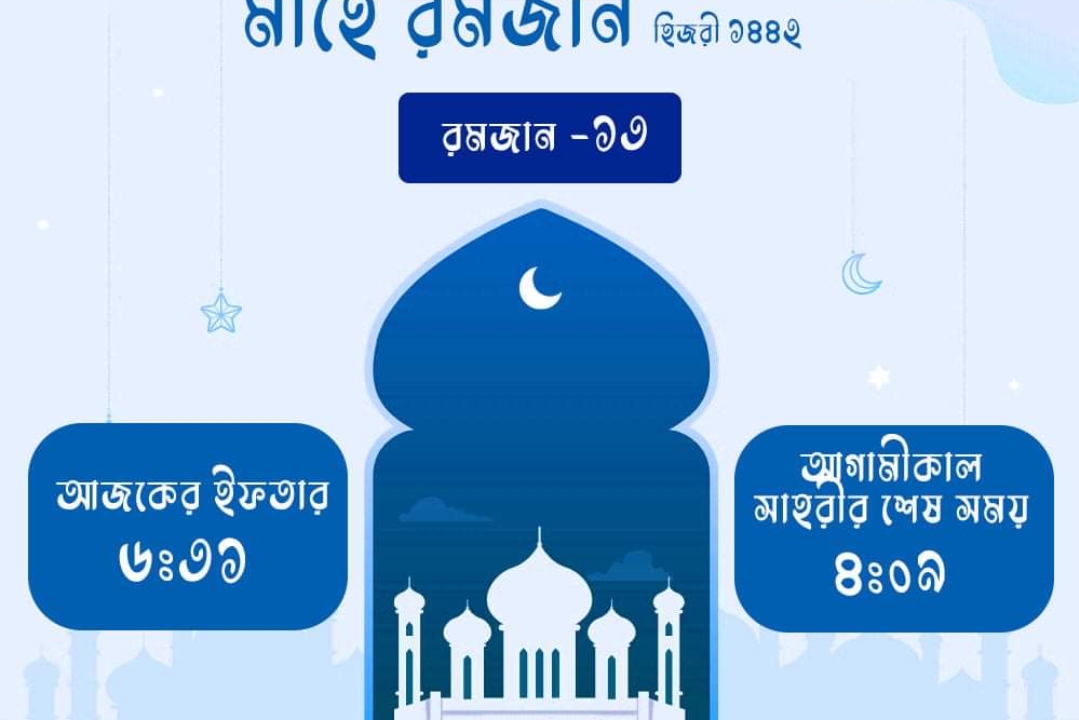 মাহে রমজান হিজরী ১৪৪২
রমজান -১৩
আজকের ইফতার
৬ঃ৩১
আগামীকাল
সাহরীর শেষ সময়
৪ঃ০৯